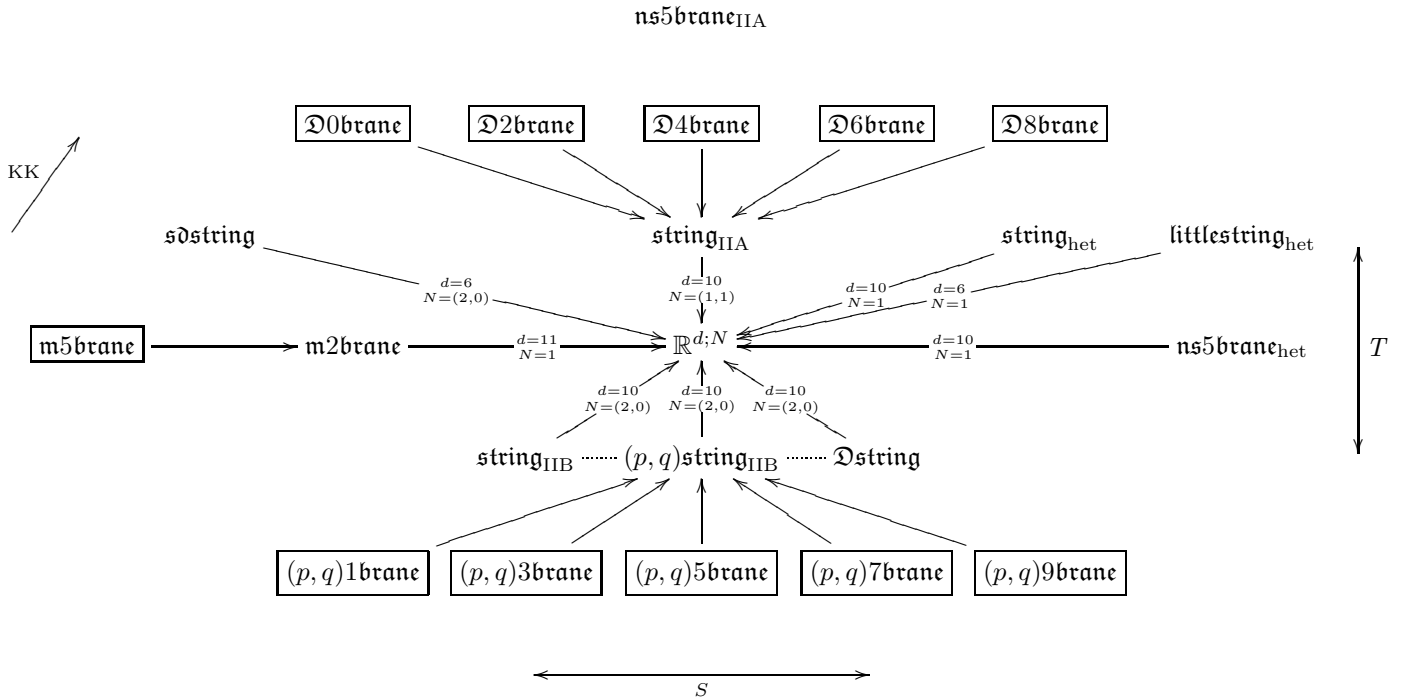 𝔫𝔰5𝔟𝔯𝔞𝔫𝔢_IIA
𝔇0𝔟𝔯𝔞𝔫𝔢 𝔇2𝔟𝔯𝔞𝔫𝔢 𝔇4𝔟𝔯𝔞𝔫𝔢 𝔇6𝔟𝔯𝔞𝔫𝔢 𝔇8𝔟𝔯𝔞𝔫𝔢
KK
𝔰𝔡𝔰𝔱𝔯𝔦𝔫𝔤 𝔰𝔱𝔯𝔦𝔫𝔤_IIA 𝔰𝔱𝔯𝔦𝔫𝔤_het 𝔩𝔦𝔱𝔱𝔩𝔢𝔰𝔱𝔯𝔦𝔫𝔤_het
d=6 d=10 d=10 d=6
N=(2,0) N=(1,1) N=1 N=1
𝔪5𝔟𝔯𝔞𝔫𝔢 𝔪2𝔟𝔯𝔞𝔫𝔢 d=11 ℝ^{d;N} d=10 𝔫𝔰5𝔟𝔯𝔞𝔫𝔢_het T
N=1 N=1
d=10 d=10 d=10
N=(2,0) N=(2,0) N=(2,0)
𝔰𝔱𝔯𝔦𝔫𝔤_IIB (p, q)𝔰𝔱𝔯𝔦𝔫𝔤_IIB 𝔇𝔰𝔱𝔯𝔦𝔫𝔤
(p, q)1𝔟𝔯𝔞𝔫𝔢 (p, q)3𝔟𝔯𝔞𝔫𝔢 (p, q)5𝔟𝔯𝔞𝔫𝔢 (p, q)7𝔟𝔯𝔞𝔫𝔢 (p, q)9𝔟𝔯𝔞𝔫𝔢
S